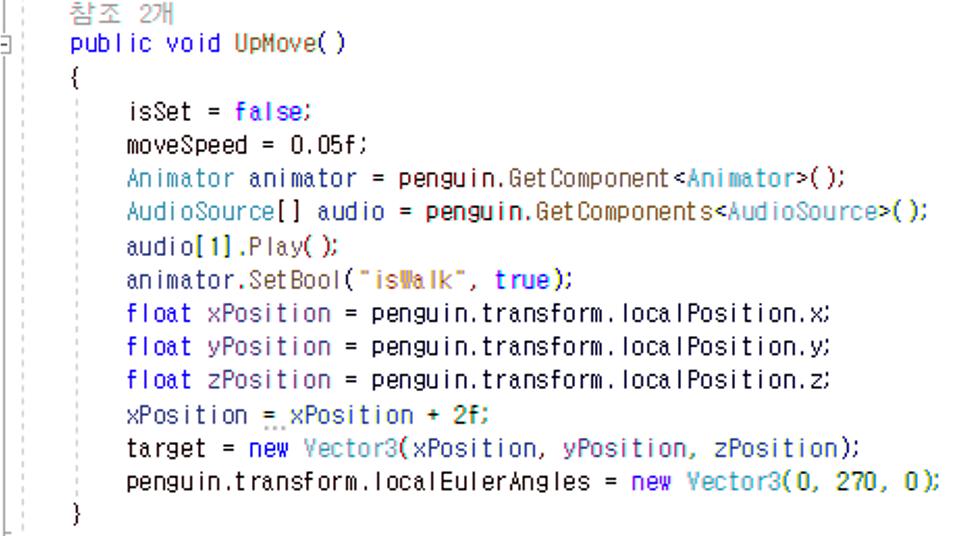 참조 2개
public void UpMove()
{
isSet = false;
moveSpeed = 0.05f;
Animator animator = penguin.GetComponent<Animator>();
AudioSource[] audio = penguin.GetComponents<AudioSource>();
audio[1].Play();
animator.SetBool("isWalk", true);
float xPosition = penguin.transform.localPosition.x;
float yPosition = penguin.transform.localPosition.y;
float zPosition = penguin.transform.localPosition.z;
xPosition = xPosition + 2f;
target = new Vector3(xPosition, yPosition, zPosition);
penguin.transform.localEulerAngles = new Vector3(0, 270, 0);
}